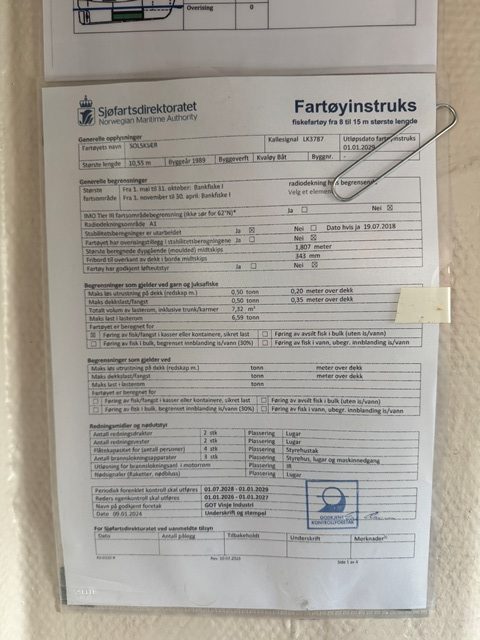 Overising 0
Sjøfartsdirektoratet
Norwegian Maritime Authority
Fartøyinstruks
fiskefartøy fra 8 til 15 m største lengde
Generelle opplysninger
Fartøyets navn SOLSKJÆR Kallesignal LK3787 Utløpsdato fartøyinstruks
01.01.2029
Største lengde 10,55 m Byggeår 1989 Byggeverft Kvaløy Båt Byggnr. -
Generelle begrensninger
Største fartsområde Fra 1. mai til 31. oktober: Bankfiske I
Fra 1. november til 30. april: Bankfiske I
radiodekning
Velg et element
IMO Tier III fartsområdebegrensning (ikke sør for 62°N)* Ja ☐ Nei ☒
Radiodekningsområde A1
Stabilitetsberegninger er utarbeidet Ja ☒ Nei ☐ Dato hvis ja 19.07.2018
Fartøyet har overisingstillegg i stabilitetsberegningene Ja ☐ Nei ☒
Største beregnede dypgående (moulded) midtskips 1,807 meter
Fribord til overkant av dekk i borde midtskips 343 mm
Fartøy har godkjent løfteutstyr Ja ☐ Nei ☒
Begrensninger som gjelder ved garn og juksafiske
Maks løs utrustning på dekk (redskap m.) 0,50 tonn 0,20 meter over dekk
Maks dekkslast/fangst 0,50 tonn 0,35 meter over dekk
Totalt volum av lasterom, inklusive trunk/karmer 7,32 m³
Maks last i lasterom 6,59 tonn
Fartøyet er beregnet for
☒ Føring av fisk/fangst i kasser eller kontainere, sikret last ☐ Føring av avsilt fisk i bulk (uten is/vann)
☐ Føring av fisk i bulk, begrenset innblanding is/vann (30%) ☐ Føring av fisk i vann, ubegr. innblanding is/vann
Begrensninger som gjelder ved
Maks løs utrustning på dekk (redskap m.) tonn meter over dekk
Maks dekkslast/fangst tonn meter over dekk
Maks last i lasterom tonn
Fartøyet er beregnet for
☐ Føring av fisk/fangst i kasser eller kontainere, sikret last ☐ Føring av avsilt fisk i bulk (uten is/vann)
☐ Føring av fisk i bulk, begrenset innblanding is/vann (30%) ☐ Føring av fisk i vann, ubegr. innblanding is/vann
Redningsmidler og nødutstyr
Antall redningsdrakter 2 stk Plassering Lugar
Antall redningsvester 2 stk Plassering Lugar
Flåtekapasitet for (antall personer) 4 stk Plassering Styrehustak
Antall brannslokningsapparater 3 stk Plassering Styrehus, lugar og maskinnedgang
Utløsning for brannslokningsanl. i motorrom Plassering IR
Nødsignaler (Raketter, nødbluss) Plassering Lugar
Periodisk forenklet kontroll skal utføres 01.07.2028 - 01.01.2029
Reders egenkontroll skal utføres 01.01.2026 - 01.01.2027
Navn på godkjent foretak GOT Vinje Industri
Dato 09.01.2024 Underskrift og stempel
GODKJENT
KONTROLLFORETAK
For Sjøfartsdirektoratet ved uanmeldte tilsyn
Dato Antall pålegg Tilbakeholdt Underskrift Merknader
Side 1 av 4